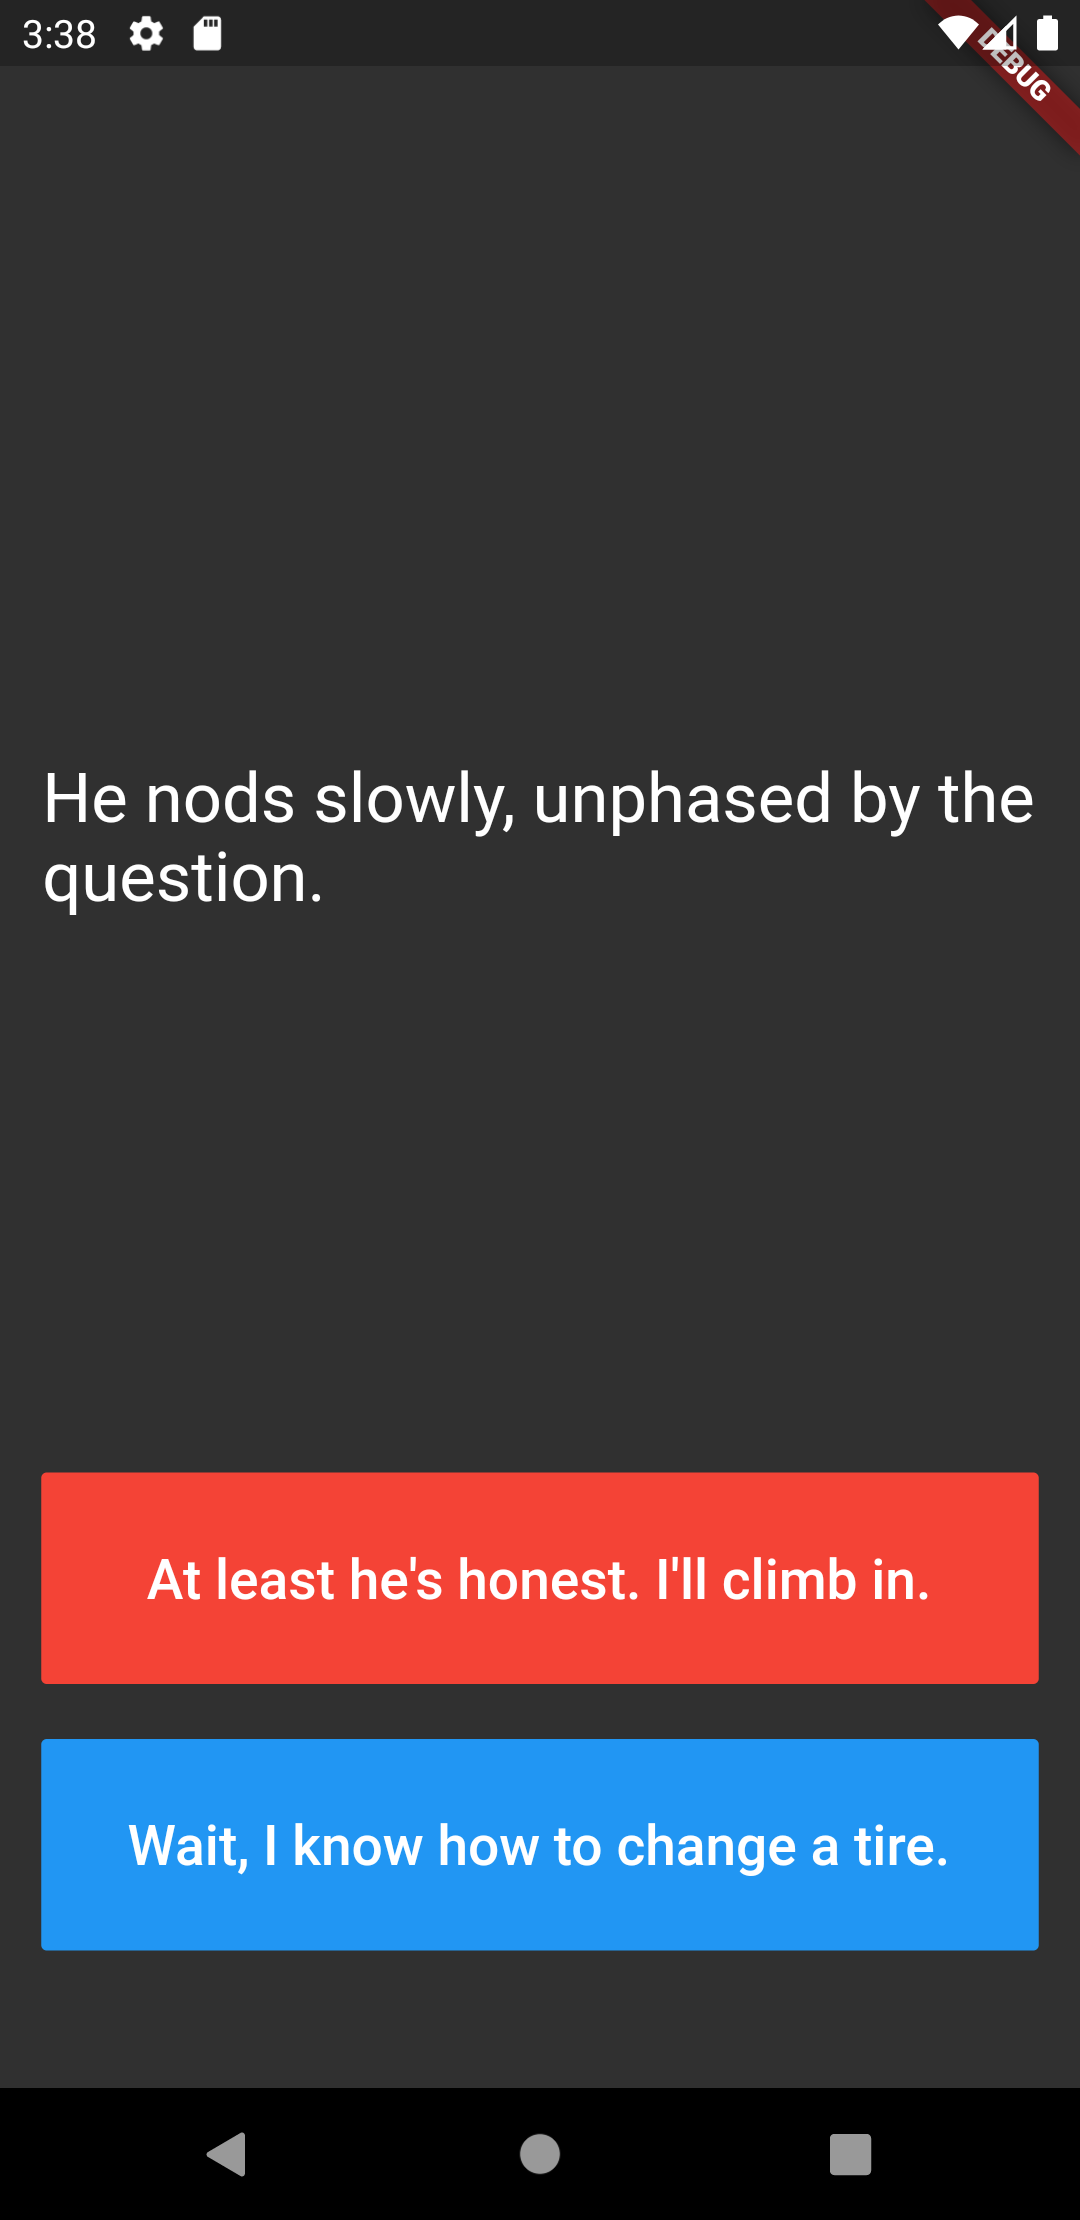 3:38
DEBUG
He nods slowly, unphased by the
question.
At least he's honest. I'll climb in.
Wait, I know how to change a tire.